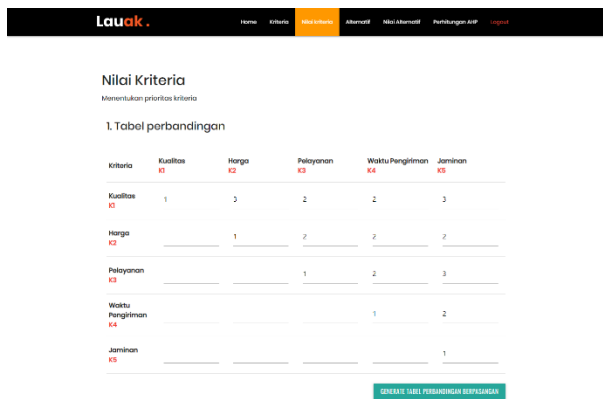 Lauak.
Home Kriteria Nilai kriteria Alternatif Nilai Alternatif Perhitungan AHP Logout
Nilai Kriteria
Menentukan prioritas kriteria
1. Tabel perbandingan
Kriteria Kualitas Harga Pelayanan Waktu Pengiriman Jaminan
K1 K2 K3 K4 K5
Kualitas 1 3 2 2 3
K1
Harga 1 2 2 2
K2
Pelayanan 1 2 3
K3
Waktu
Pengiriman 1 2
K4
Jaminan 1
K5
GENERATE TABEL PERBANDINGAN BERPASANGAN